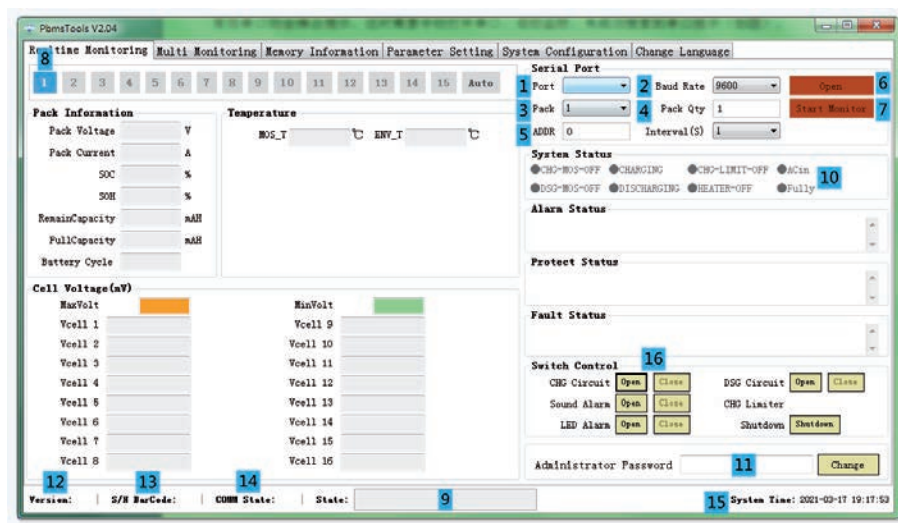 PbmsTools V2.04
Realtime Monitoring Multi Monitoring Memory Information Parameter Setting System Configuration Change Language
8
1 2 3 4 5 6 7 8 9 10 11 12 13 14 15 Auto
Serial Port
1 Port 2 Baud Rate 9600 Open 6
3 Pack 1 4 Pack Qty 1 Start Monitor 7
5 ADDR 0 Interval(S) 1
Pack Information
Pack Voltage V
Pack Current A
SOC %
SOH %
RemainCapacity mAH
FullCapacity mAH
Battery Cycle
Temperature
MOS_T ℃ ENV_T ℃
System Status
CHG-MOS-OFF CHARGING CHG-LIMIT-OFF ACin 10
DSG-MOS-OFF DISCHARGING HEATER-OFF Fully
Alarm Status
Protect Status
Fault Status
Cell Voltage(mV)
MaxVolt MinVolt
Vcell 1 Vcell 9
Vcell 2 Vcell 10
Vcell 3 Vcell 11
Vcell 4 Vcell 12
Vcell 5 Vcell 13
Vcell 6 Vcell 14
Vcell 7 Vcell 15
Vcell 8 Vcell 16
16
Switch Control
CHG Circuit Open Close DSG Circuit Open Close
Sound Alarm Open Close CHG Limiter
LED Alarm Open Close Shutdown Shutdown
Administrator Password 11 Change
12 13 14
Version: S/N BarCode: COMM State: State: 9 15 System Time: 2021-03-17 19:17:53